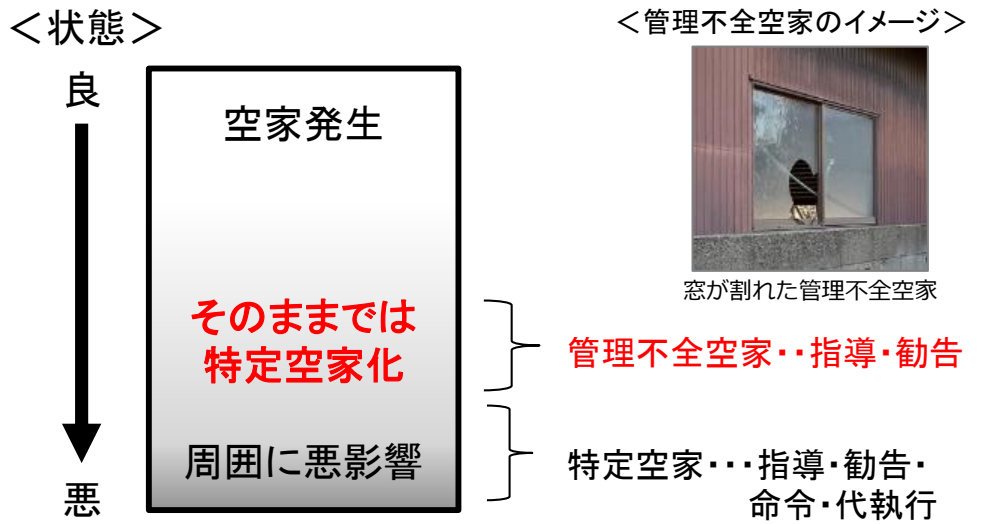 ＜状態＞
良
空家発生
そのままでは
特定空家化
周囲に悪影響
悪
＜管理不全空家のイメージ＞
窓が割れた管理不全空家
管理不全空家・・指導・勧告
特定空家・・・指導・勧告・
命令・代執行